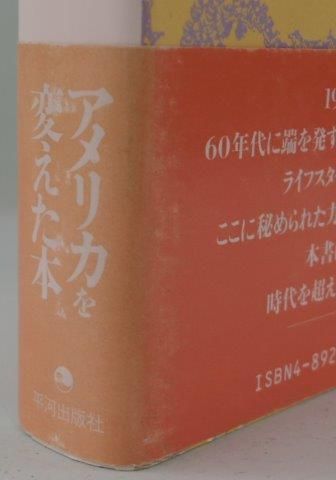 アメリカを
変えた本
平河出版社
19
60年代に端を発す
ライフスタ
ここに秘められた力
本書
時代を超え
ISBN4-892